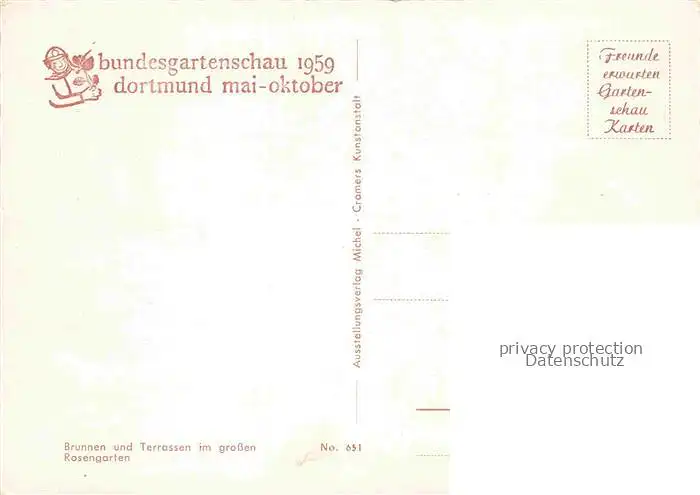 bundesgartenschau 1959
dortmund mai-oktober
Freunde
erwarten
Garten-
schau
Karten
Ausstellungsverlag Michel - Cramers Kunstanstalt
privacy protection
Datenschutz
Brunnen und Terrassen im großen
Rosengarten
No. 651